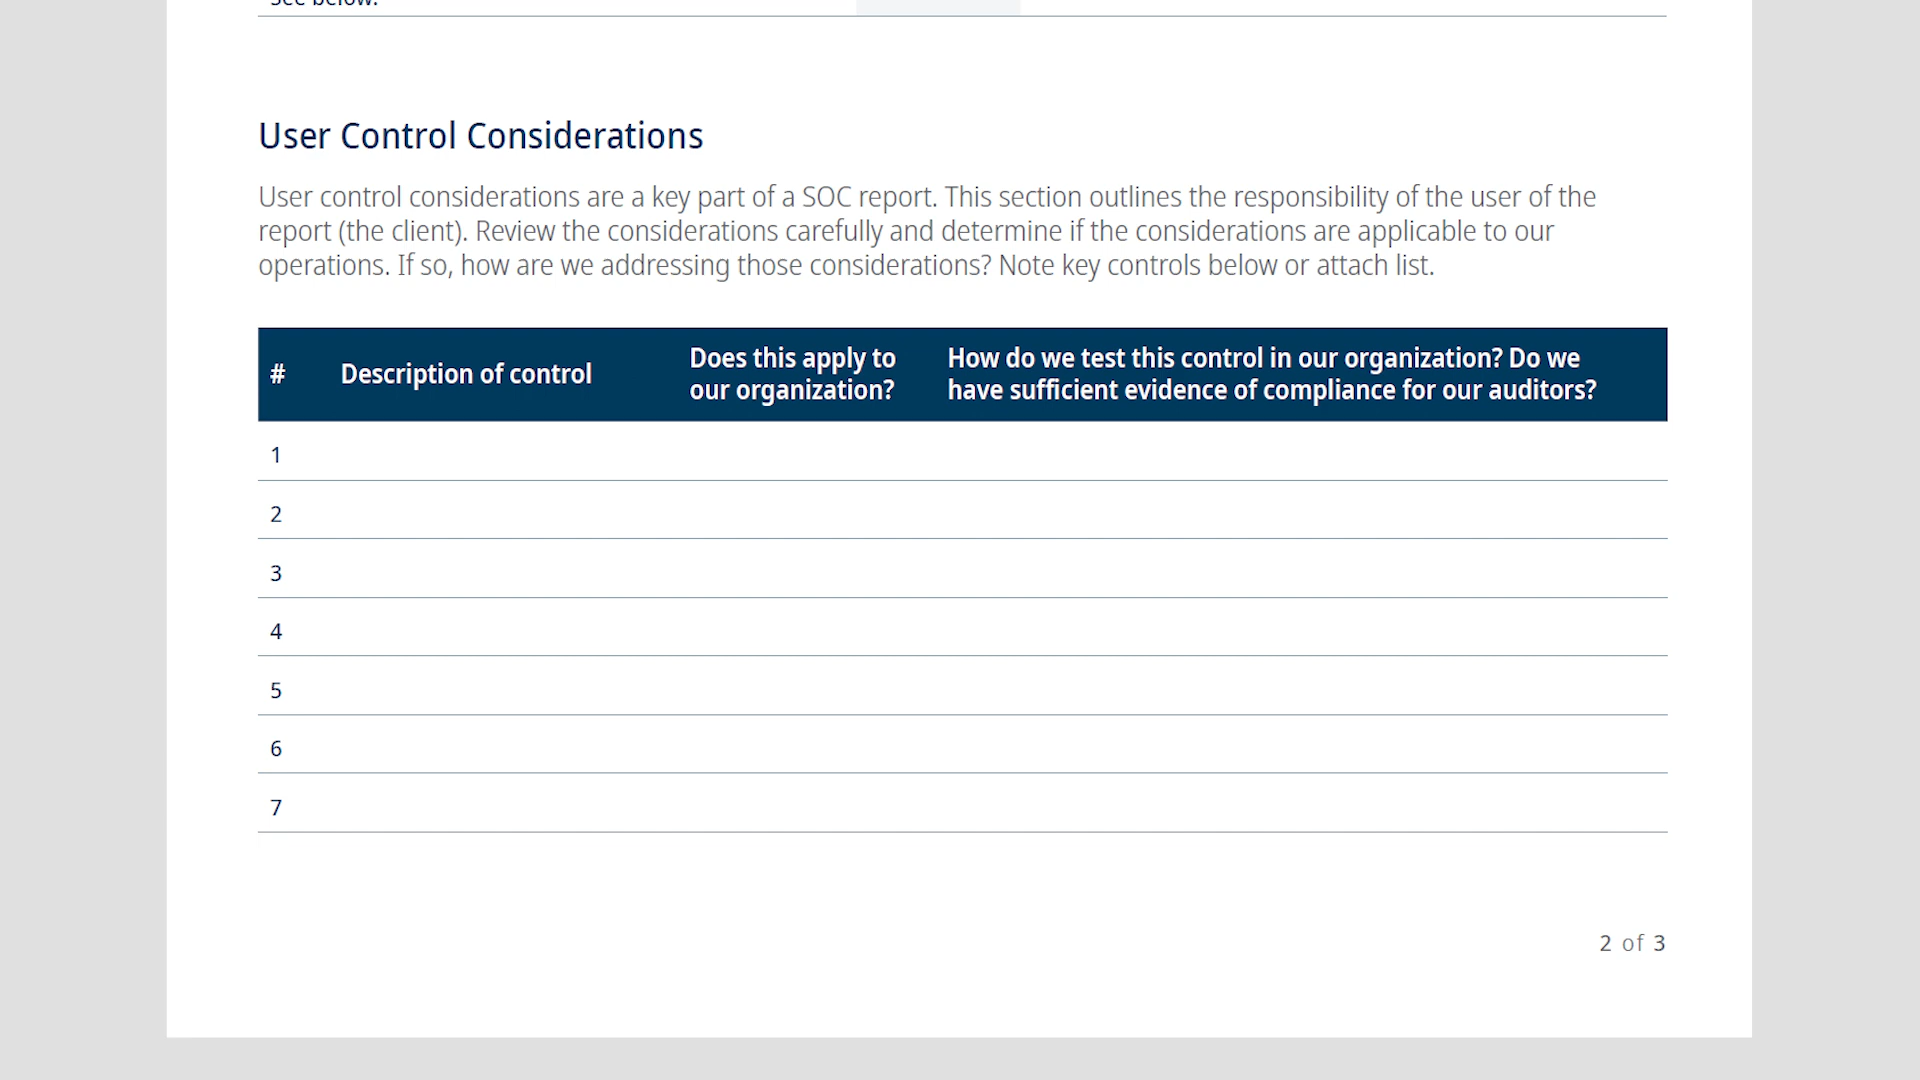 see below.
User Control Considerations
User control considerations are a key part of a SOC report. This section outlines the responsibility of the user of the
report (the client). Review the considerations carefully and determine if the considerations are applicable to our
operations. If so, how are we addressing those considerations? Note key controls below or attach list.
# Description of control
Does this apply to
our organization?
How do we test this control in our organization? Do we
have sufficient evidence of compliance for our auditors?
1
2
3
4
5
6
7
2 of 3